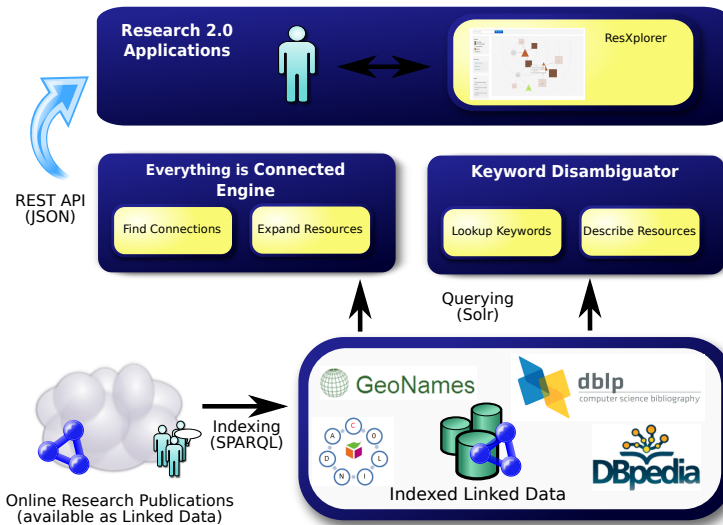 Research 2.0
Applications
ResXplorer
REST API
(JSON)
Everything is Connected
Engine
Find Connections
Expand Resources
Keyword Disambiguator
Lookup Keywords
Describe Resources
Querying
(Solr)
Indexing
(SPARQL)
Online Research Publications
(available as Linked Data)
GeoNames
dblp
computer science bibliography
C
O
L
I
N
D
A
Indexed Linked Data
DBpedia